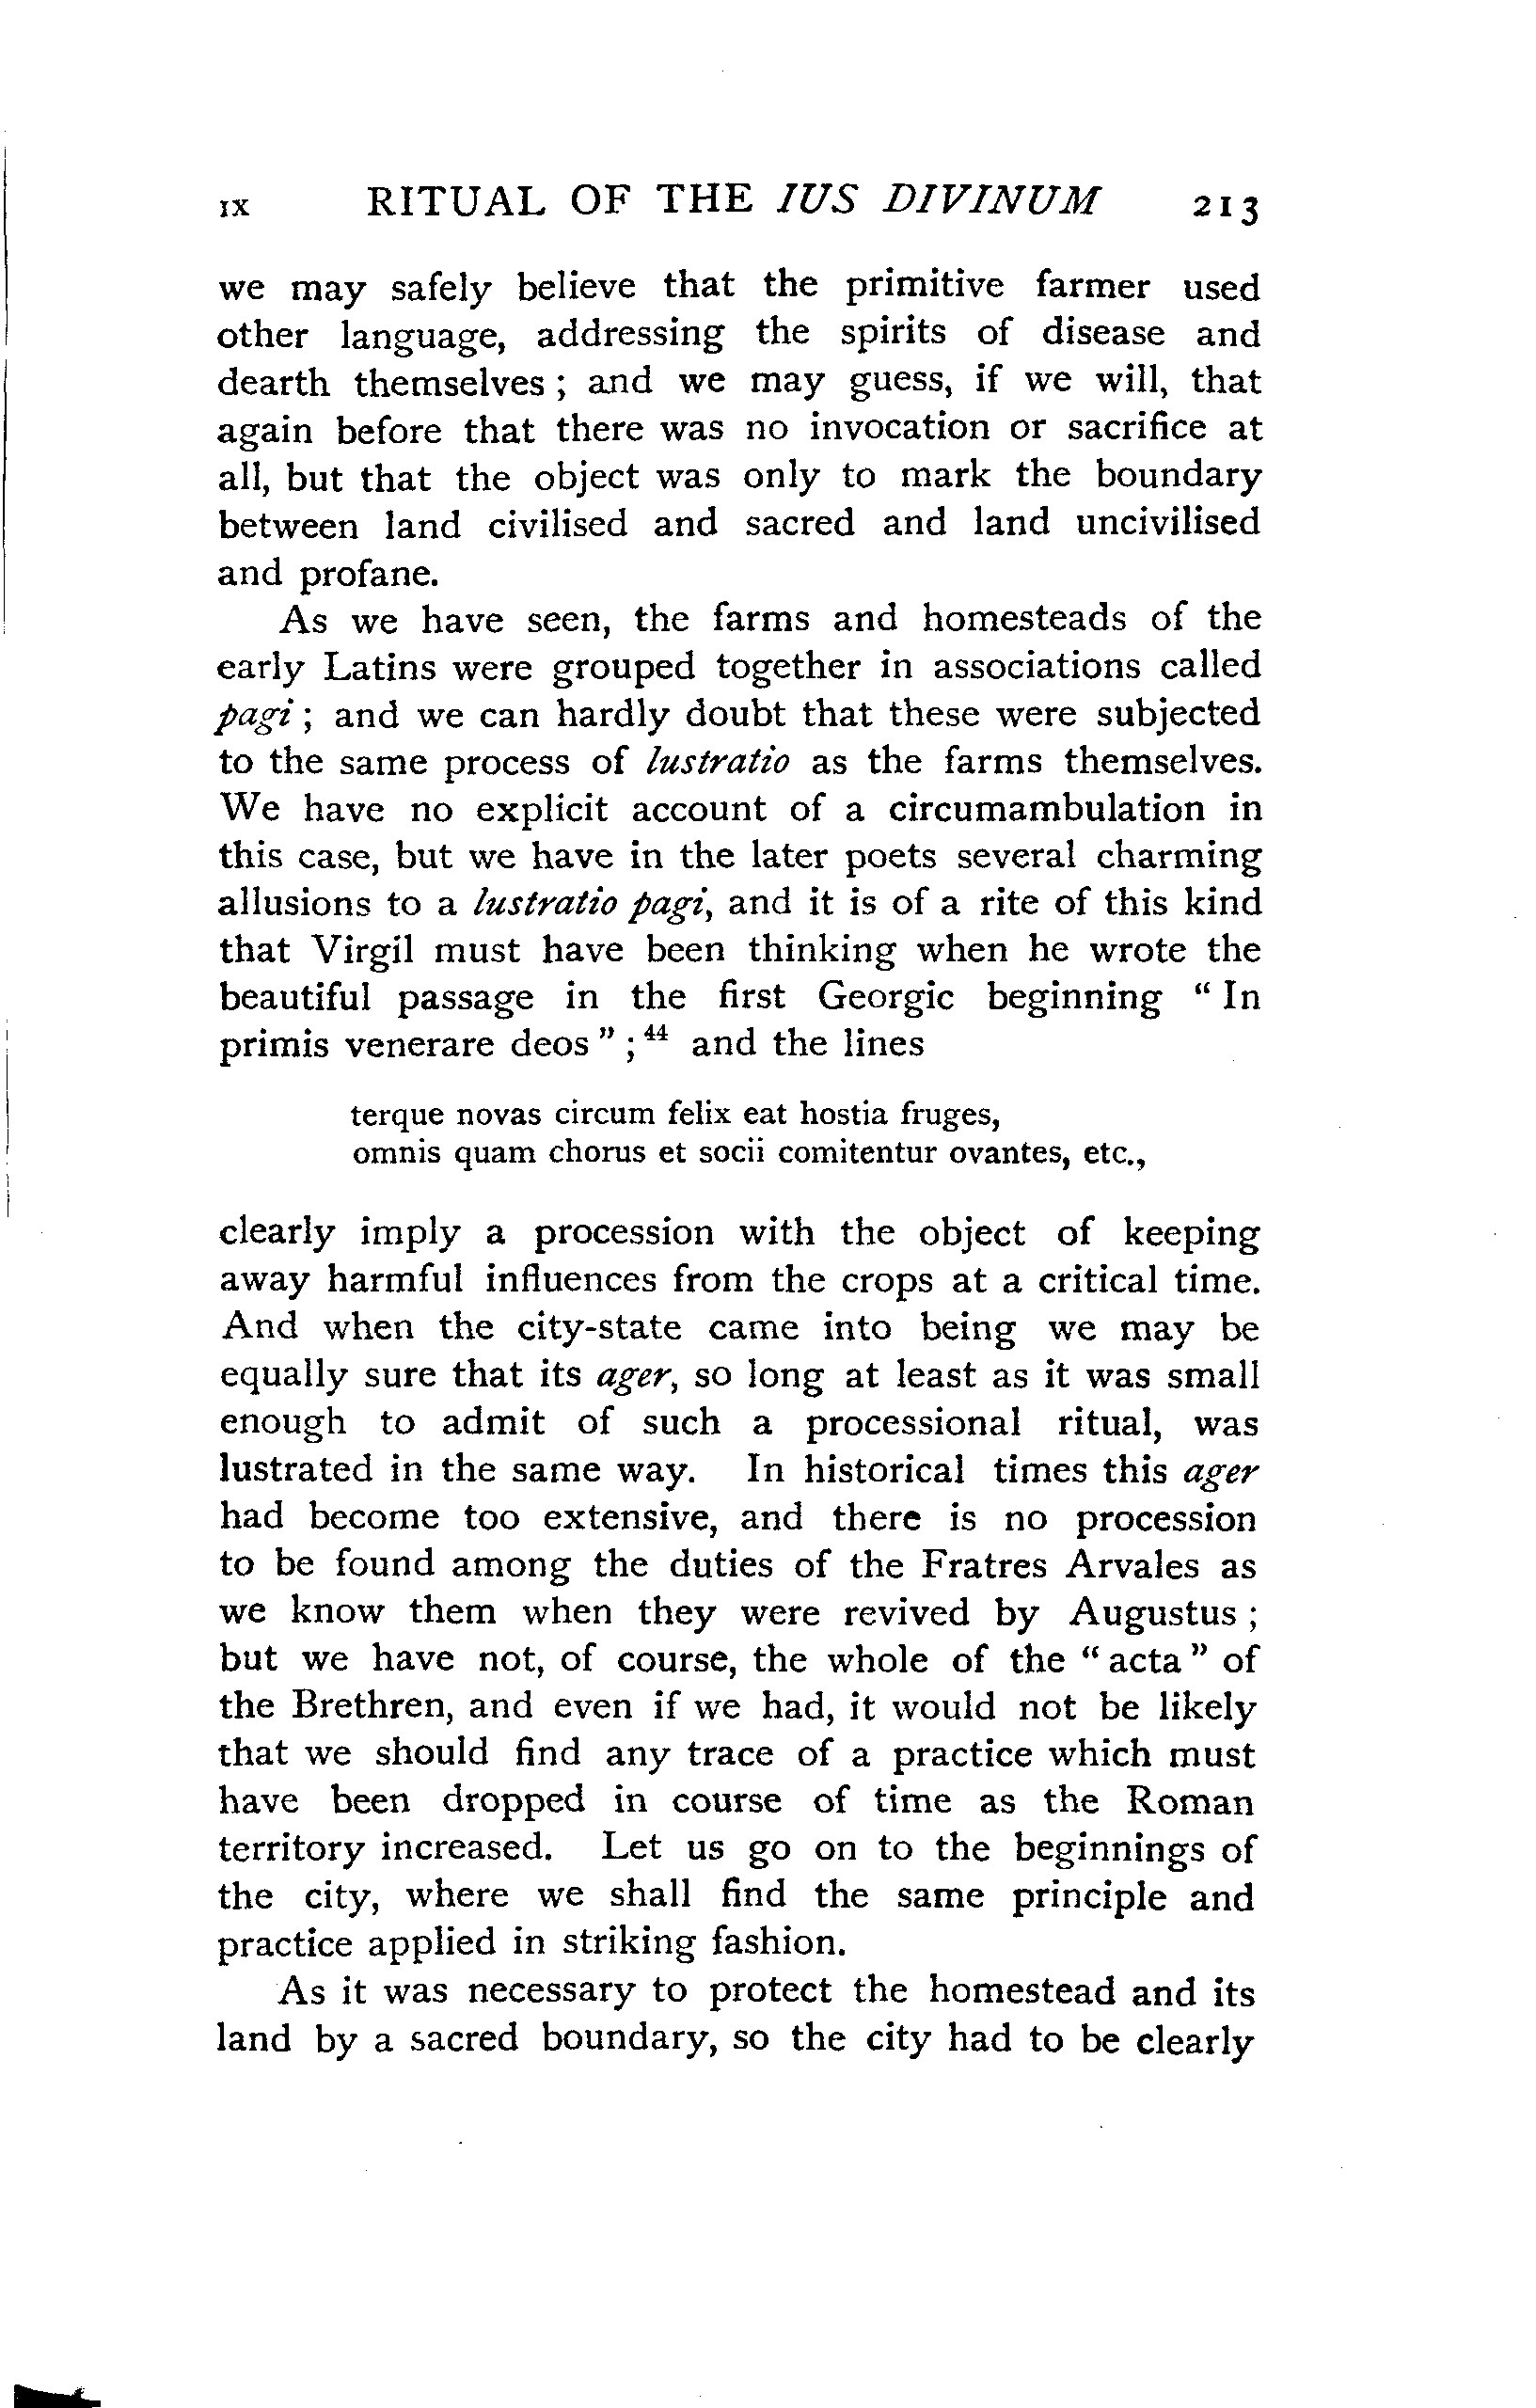 IX RITUAL OF THE IUS DIVINUM 213
we may safely believe that the primitive farmer used
other language, addressing the spirits of disease and
dearth themselves ; and we may guess, if we will, that
again before that there was no invocation or sacrifice at
all, but that the object was only to mark the boundary
between land civilised and sacred and land uncivilised
and profane.
As we have seen, the farms and homesteads of the
early Latins were grouped together in associations called
pagi ; and we can hardly doubt that these were subjected
to the same process of lustratio as the farms themselves.
We have no explicit account of a circumambulation in
this case, but we have in the later poets several charming
allusions to a lustratio pagi, and it is of a rite of this kind
that Virgil must have been thinking when he wrote the
beautiful passage in the first Georgic beginning “ In
primis venerare deos ” ; 44 and the lines
terque novas circum felix eat hostia fruges,
omnis quam chorus et socii comitentur ovantes, etc.,
clearly imply a procession with the object of keeping
away harmful influences from the crops at a critical time.
And when the city-state came into being we may be
equally sure that its ager, so long at least as it was small
enough to admit of such a processional ritual, was
lustrated in the same way. In historical times this ager
had become too extensive, and there is no procession
to be found among the duties of the Fratres Arvales as
we know them when they were revived by Augustus ;
but we have not, of course, the whole of the “ acta ” of
the Brethren, and even if we had, it would not be likely
that we should find any trace of a practice which must
have been dropped in course of time as the Roman
territory increased. Let us go on to the beginnings of
the city, where we shall find the same principle and
practice applied in striking fashion.
As it was necessary to protect the homestead and its
land by a sacred boundary, so the city had to be clearly